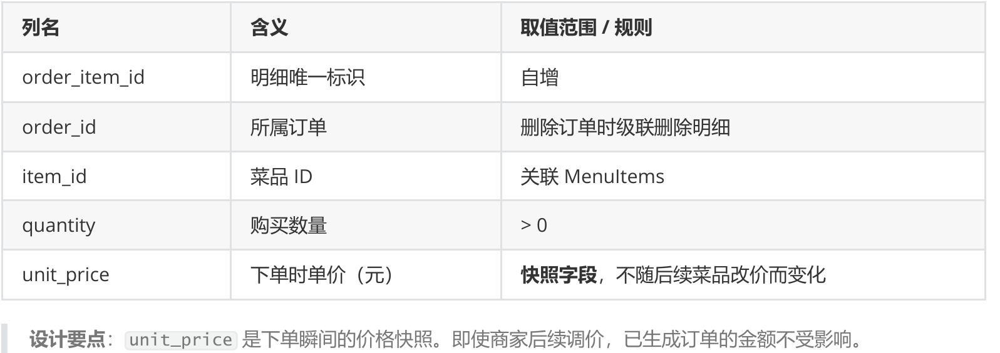 列名 含义 取值范围 / 规则
order_item_id 明细唯一标识 自增
order_id 所属订单 删除订单时级联删除明细
item_id 菜品 ID 关联 MenuItems
quantity 购买数量 > 0
unit_price 下单时单价（元） 快照字段，不随后续菜品改价而变化
设计要点：unit_price 是下单瞬间的价格快照。即使商家后续调价，已生成订单的金额不受影响。